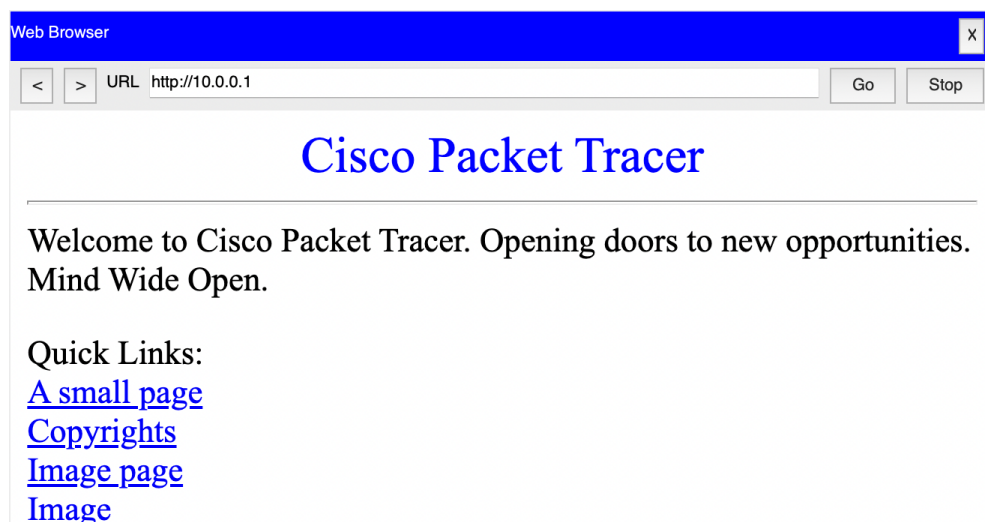 Web Browser
X
< > URL http://10.0.0.1 Go Stop
Cisco Packet Tracer
Welcome to Cisco Packet Tracer. Opening doors to new opportunities.
Mind Wide Open.
Quick Links:
A small page
Copyrights
Image page
Image